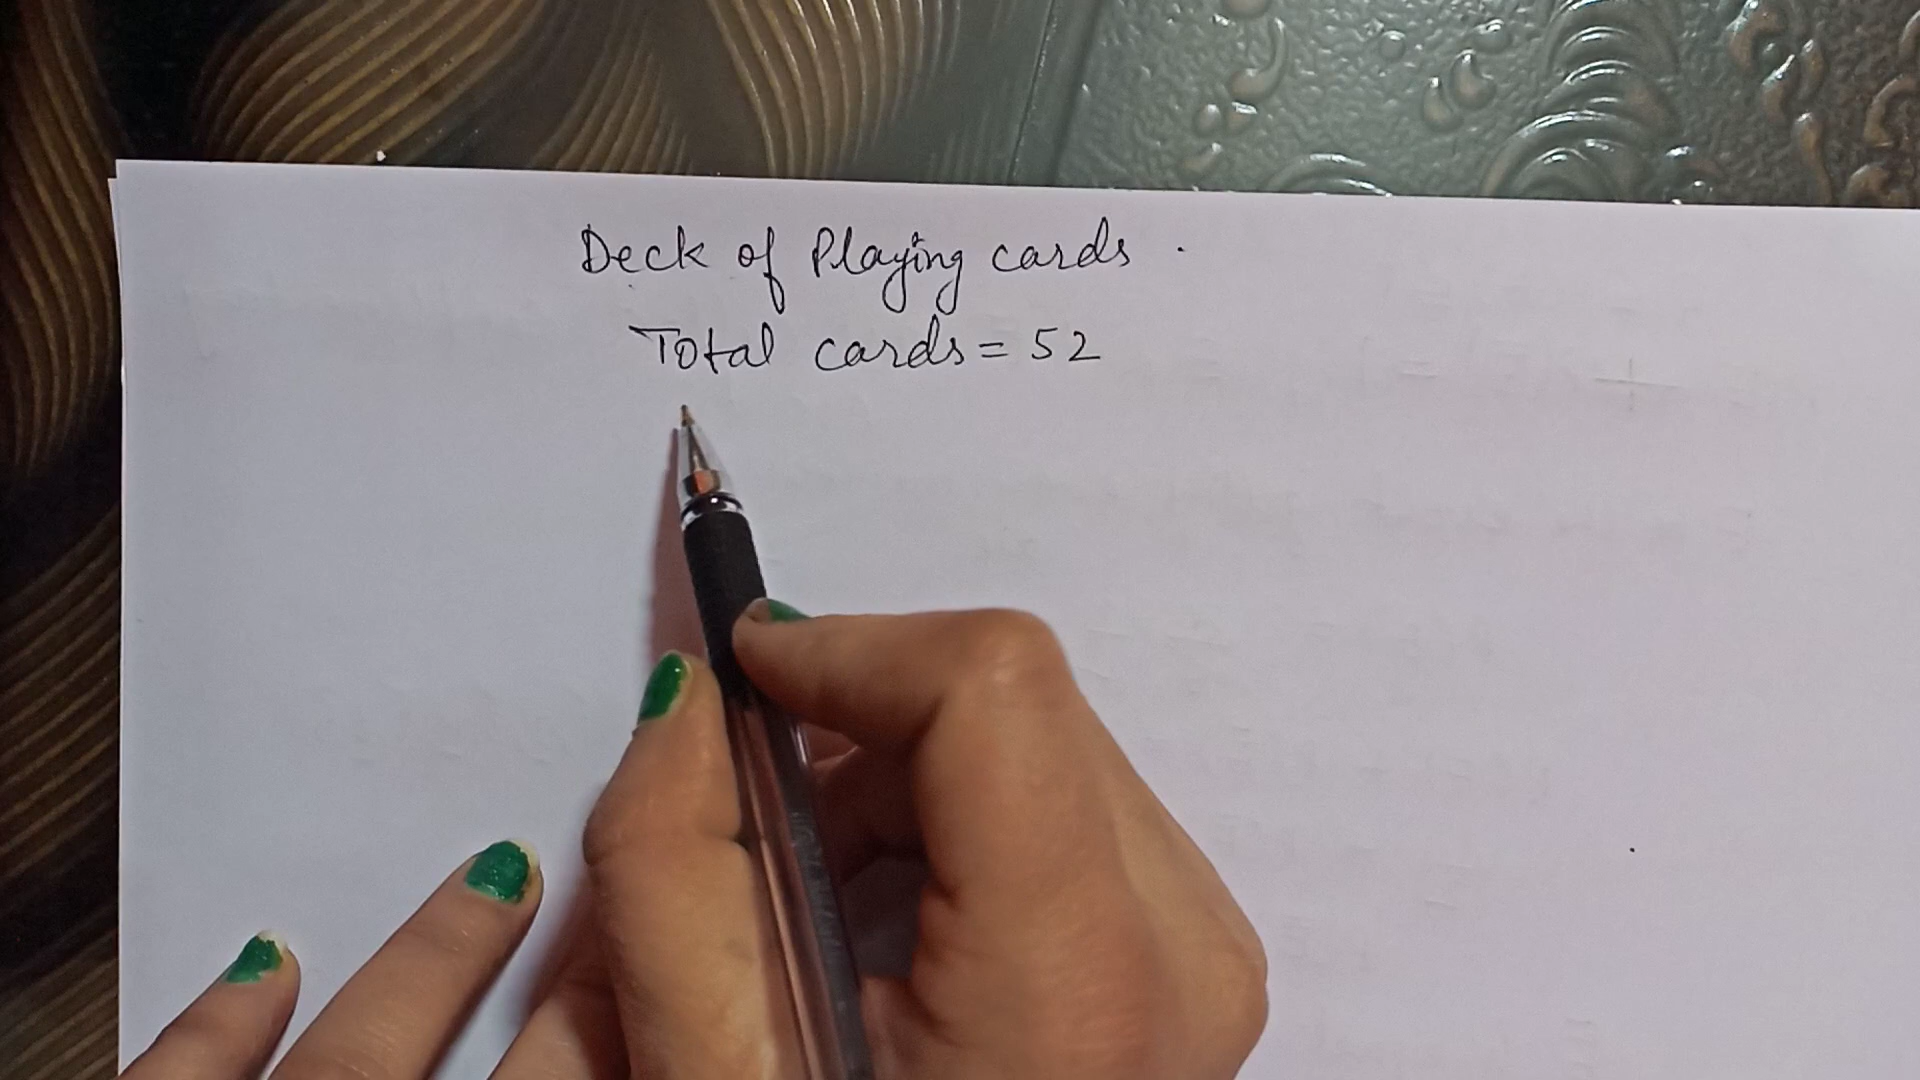 Deck of Playing cards.
Total cards = 52